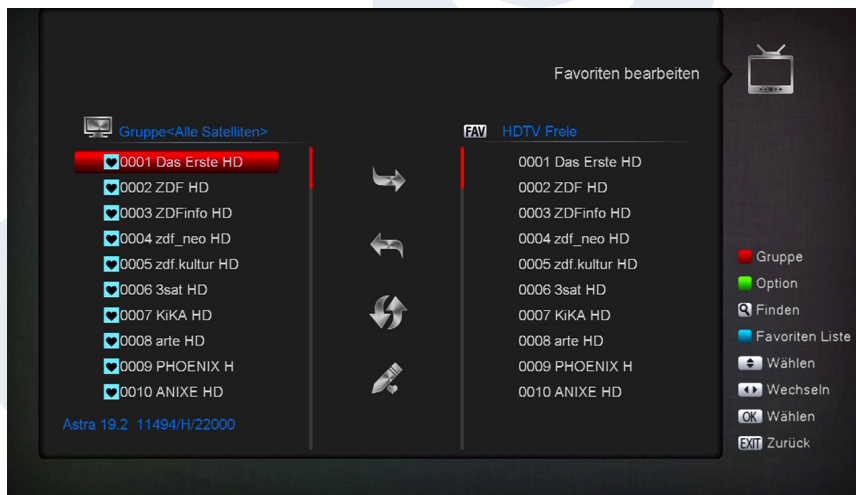 Favoriten bearbeiten
Gruppe<Alle Satelliten>
0001 Das Erste HD
0002 ZDF HD
0003 ZDFinfo HD
0004 zdf_neo HD
0005 zdf.kultur HD
0006 3sat HD
0007 KiKA HD
0008 arte HD
0009 PHOENIX H
0010 ANIXE HD
Astra 19.2 11494/H/22000
FAV HDTV Freie
0001 Das Erste HD
0002 ZDF HD
0003 ZDFinfo HD
0004 zdf_neo HD
0005 zdf.kultur HD
0006 3sat HD
0007 KiKA HD
0008 arte HD
0009 PHOENIX H
0010 ANIXE HD
Gruppe
Option
Finden
Favoriten Liste
Wählen
Wechseln
OK Wählen
EXIT Zurück